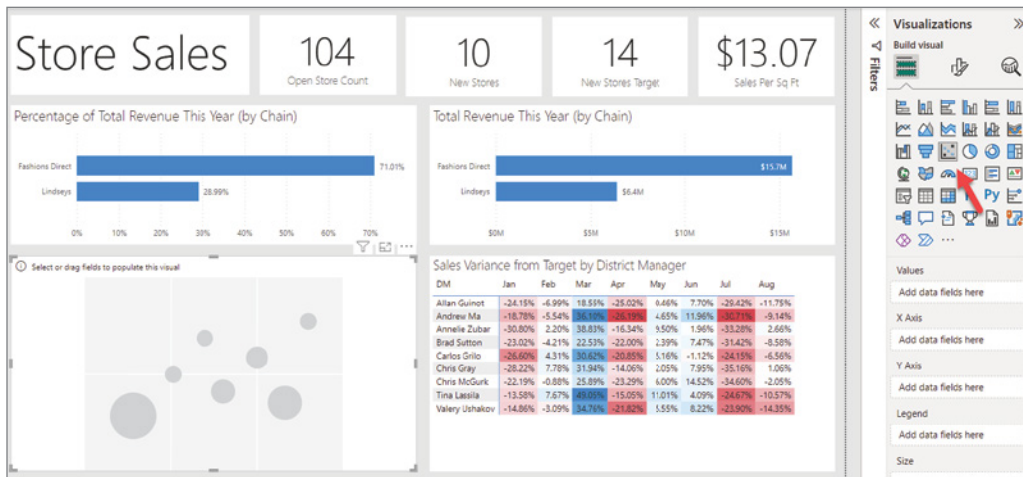 Store Sales
104
Open Store Count
10
New Stores
14
New Stores Target
$13.07
Sales Per Sq Ft
Percentage of Total Revenue This Year (by Chain)
Fashions Direct
71.01%
Lindseys
28.99%
0% 10% 20% 30% 40% 50% 60% 70%
Total Revenue This Year (by Chain)
Fashions Direct
$15.7M
Lindseys
$6.4M
$0M $5M $10M $15M
Select or drag fields to populate this visual
Sales Variance from Target by District Manager
DM Jan Feb Mar Apr May Jun Jul Aug
Allan Guinot -24.15% -6.99% 18.55% -25.02% 0.46% 7.70% -29.42% -11.75%
Andrew Ma -18.78% -5.54% 36.10% -26.19% 4.65% 11.96% -30.71% -9.14%
Annelie Zubar -30.80% 2.20% 38.83% -16.34% 9.50% 1.96% -33.28% 2.66%
Brad Sutton -23.02% -4.21% 22.53% -22.00% 2.39% 7.47% -31.42% -8.58%
Carlos Grilo -26.60% 4.31% 30.62% -20.85% 5.16% -1.12% -24.15% -6.56%
Chris Gray -28.22% 7.78% 31.94% -14.06% 2.05% 7.95% -35.16% 1.06%
Chris McGurk -22.19% -0.88% 25.89% -23.29% 6.00% 14.52% -34.60% -2.05%
Tina Lassila -13.58% 7.67% 49.05% -15.05% 11.01% 4.09% -24.67% -10.57%
Valery Ushakov -14.86% -3.09% 34.76% -21.82% 5.55% 8.22% -23.90% -14.35%
Filters
Visualizations
Build visual
Py
Values
Add data fields here
X Axis
Add data fields here
Y Axis
Add data fields here
Legend
Add data fields here
Size